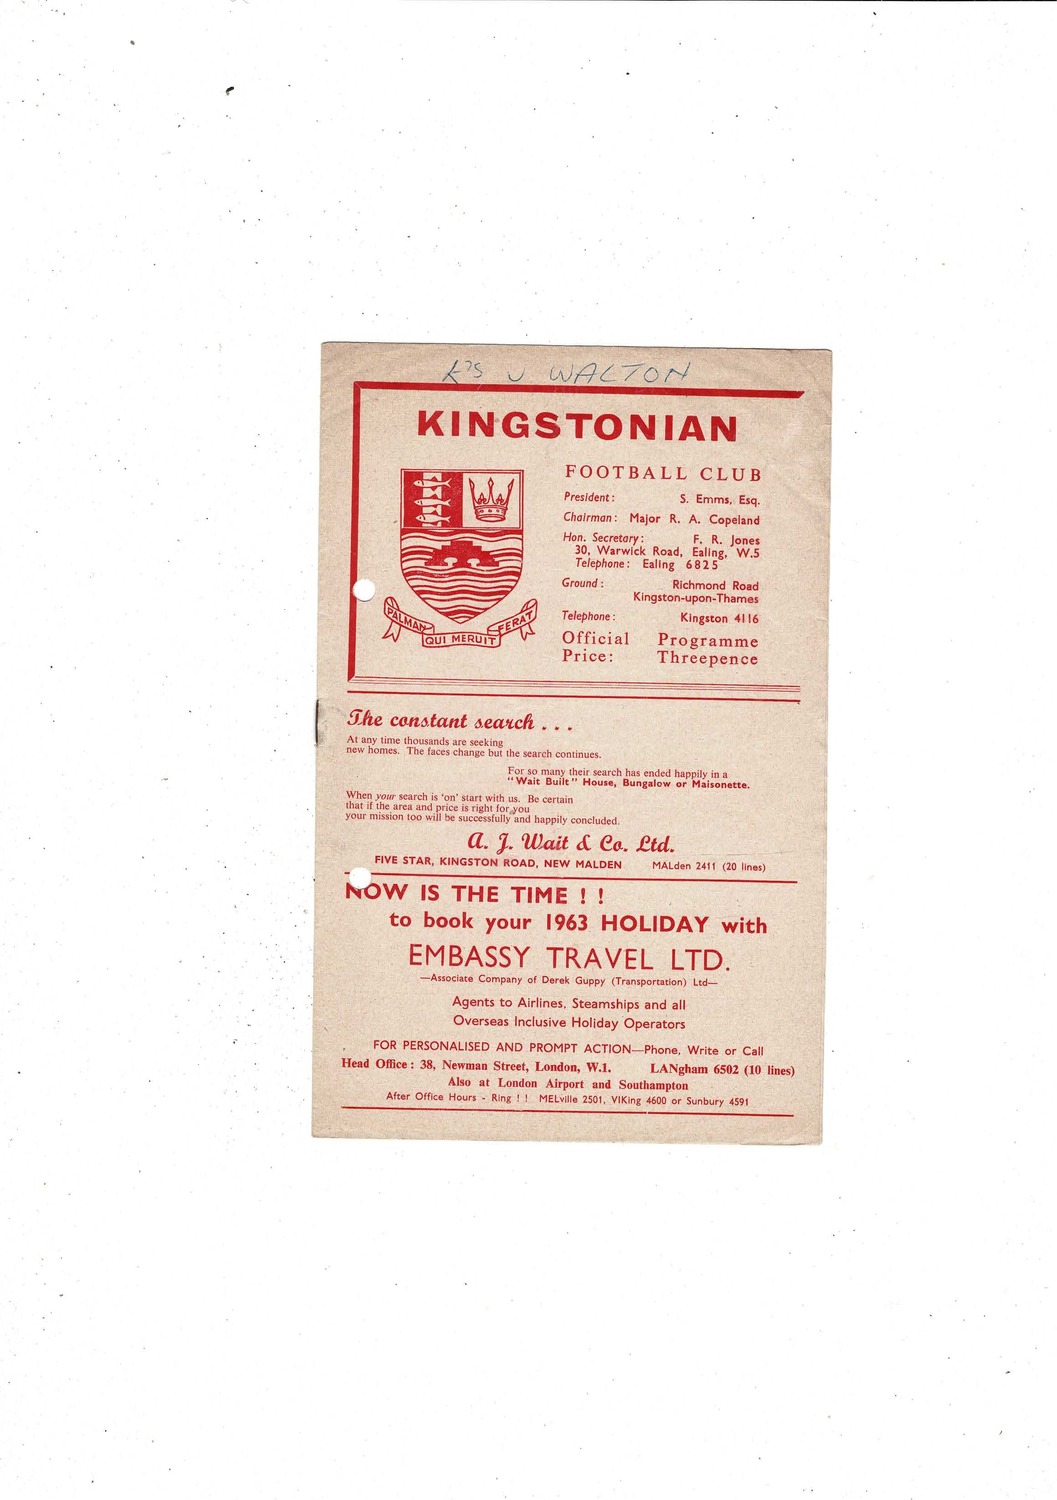 K's v WALTON
KINGSTONIAN
FOOTBALL CLUB
President: S. Emms, Esq.
Chairman: Major R. A. Copeland
Hon. Secretary: F. R. Jones
30, Warwick Road, Ealing, W.5
Telephone: Ealing 6825
Ground: Richmond Road
Kingston-upon-Thames
Telephone: Kingston 4116
Official Programme
Price: Threepence
PALMAM QUI MERUIT FERAT
The constant search . . .
At any time thousands are seeking
new homes. The faces change but the search continues.
For so many their search has ended happily in a
"Wait Built" House, Bungalow or Maisonette.
When your search is 'on' start with us. Be certain
that if the area and price is right for you
your mission too will be successfully and happily concluded.
A. J. Wait & Co. Ltd.
FIVE STAR, KINGSTON ROAD, NEW MALDEN MALden 2411 (20 lines)
NOW IS THE TIME ! !
to book your 1963 HOLIDAY with
EMBASSY TRAVEL LTD.
—Associate Company of Derek Guppy (Transportation) Ltd—
Agents to Airlines, Steamships and all
Overseas Inclusive Holiday Operators
FOR PERSONALISED AND PROMPT ACTION—Phone, Write or Call
Head Office : 38, Newman Street, London, W.1. LANgham 6502 (10 lines)
Also at London Airport and Southampton
After Office Hours - Ring ! ! MELville 2501, VIKing 4600 or Sunbury 4591